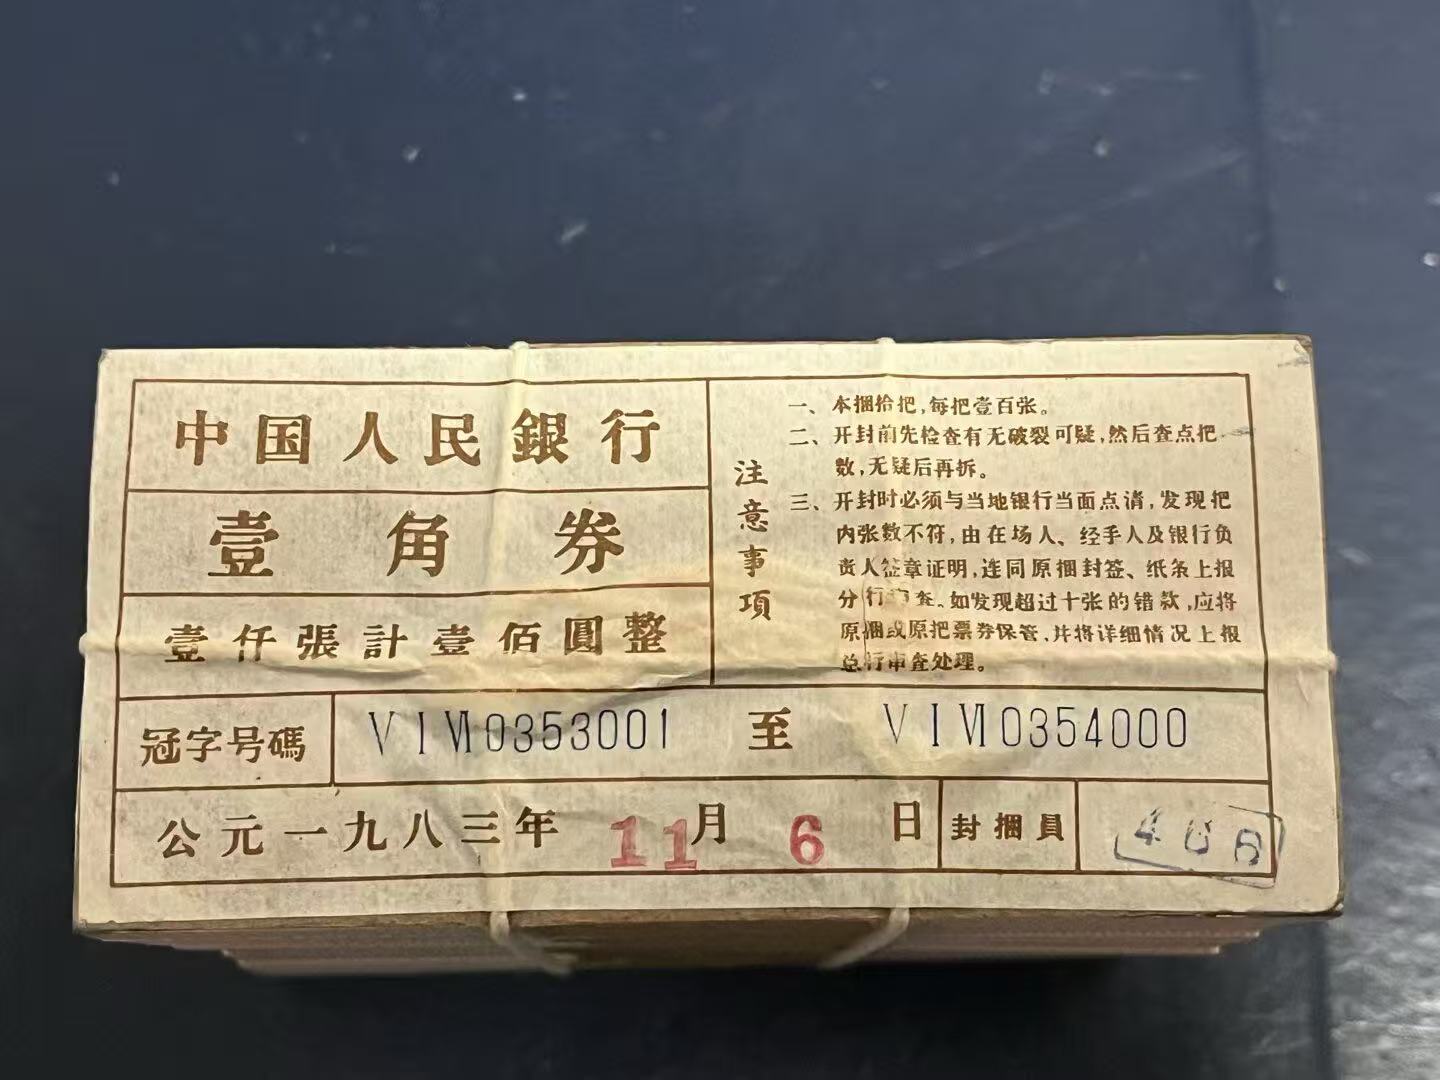 中国人民銀行
壹角券
壹仟張計壹佰圓整
注意事項
一、本捆拾把,每把壹百张。
二、开封前先检查有无破裂可疑,然后查点把
数,无疑后再拆。
三、开封时必须与当地银行当面点请,发现把
内张数不符,由在场人、经手人及银行负
责人签章证明,连同原捆封签、纸条上报
分行审查。如发现超过十张的错款,应将
原捆或原把票券保管,并将详细情况上报
总行审查处理。
冠字号碼 ⅤⅠⅥ0353001 至 ⅤⅠⅥ0354000
公元一九八三年 11月 6 日 封捆員